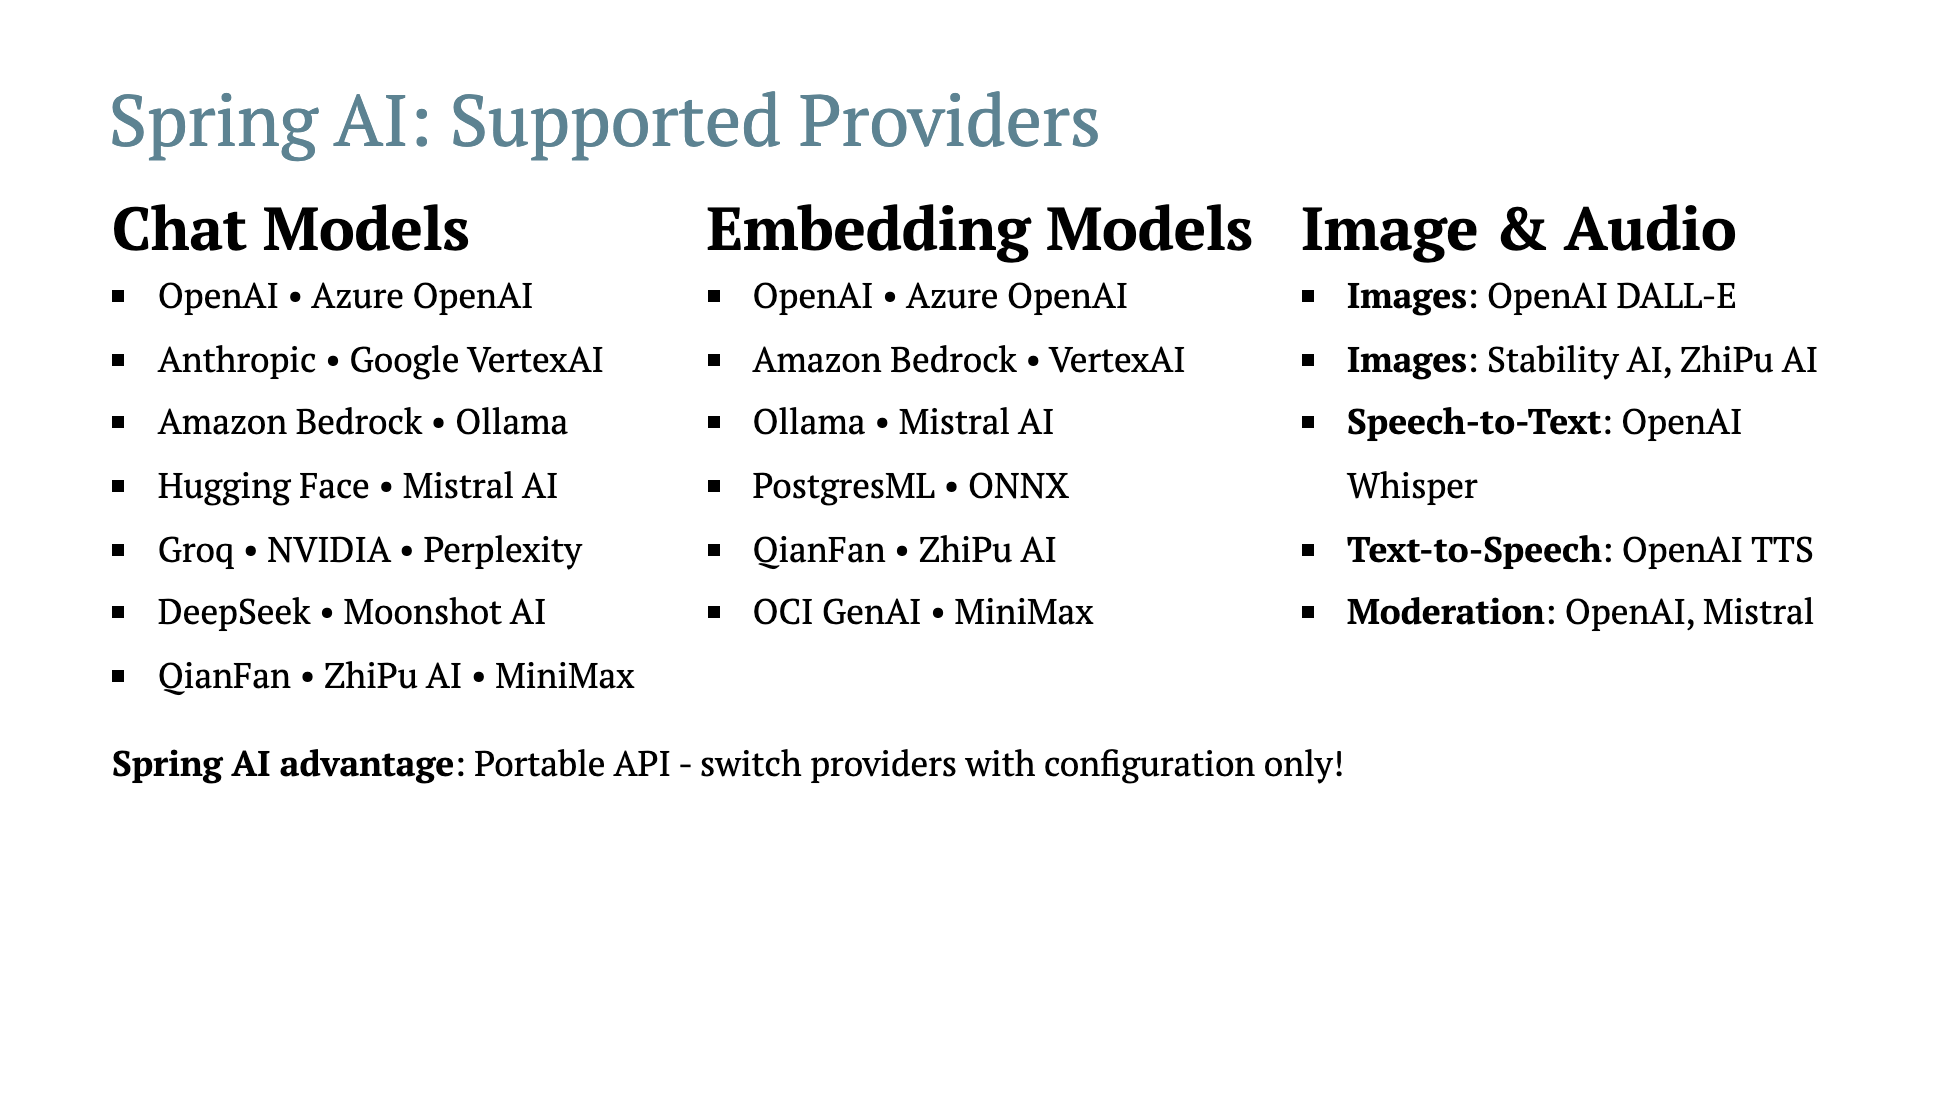 Spring AI: Supported Providers
Chat Models
▪ OpenAI • Azure OpenAI
▪ Anthropic • Google VertexAI
▪ Amazon Bedrock • Ollama
▪ Hugging Face • Mistral AI
▪ Groq • NVIDIA • Perplexity
▪ DeepSeek • Moonshot AI
▪ QianFan • ZhiPu AI • MiniMax
Embedding Models
▪ OpenAI • Azure OpenAI
▪ Amazon Bedrock • VertexAI
▪ Ollama • Mistral AI
▪ PostgresML • ONNX
▪ QianFan • ZhiPu AI
▪ OCI GenAI • MiniMax
Image & Audio
▪ Images: OpenAI DALL-E
▪ Images: Stability AI, ZhiPu AI
▪ Speech-to-Text: OpenAI
Whisper
▪ Text-to-Speech: OpenAI TTS
▪ Moderation: OpenAI, Mistral
Spring AI advantage: Portable API - switch providers with configuration only!